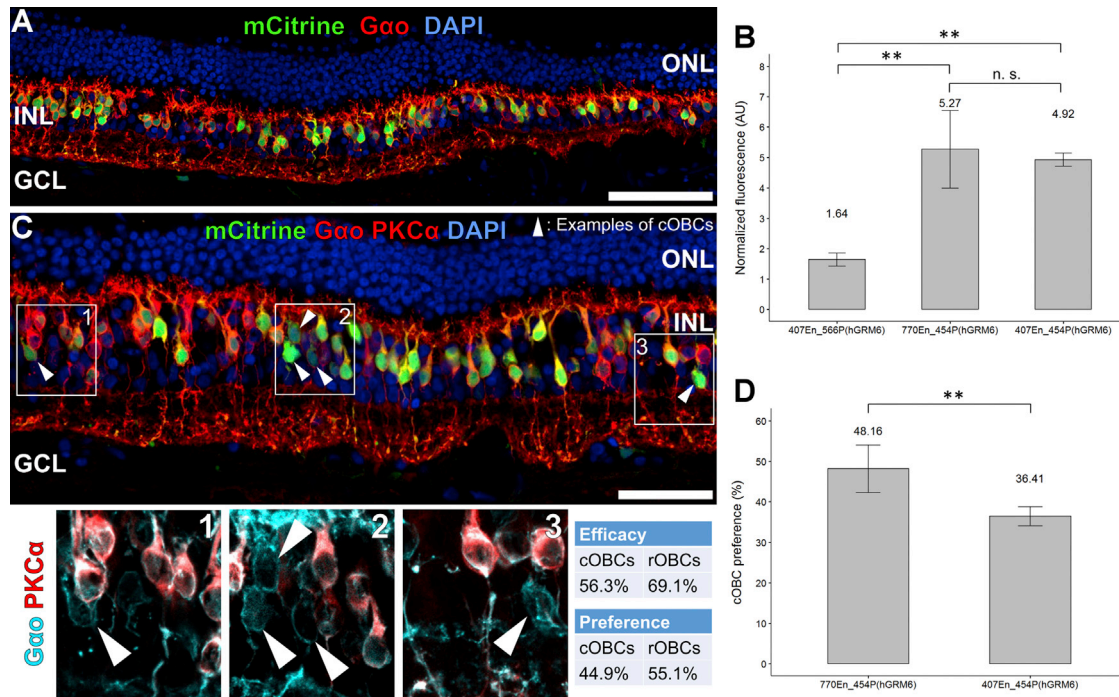 A
mCitrine Gαo DAPI
ONL
INL
GCL
C
mCitrine Gαo PKCα DAPI
: Examples of cOBCs
ONL
1
2
INL
3
GCL
Gαo PKCα
1
2
3
Efficacy
cOBCs rOBCs
56.3% 69.1%
Preference
cOBCs rOBCs
44.9% 55.1%
B
**
**
n. s.
8
7
6
5
4
3
2
1
0
Normalized fluorescence (AU)
1.64
5.27
4.92
407En_566P(hGRM6) 770En_454P(hGRM6) 407En_454P(hGRM6)
D
**
60
50
40
30
20
10
0
cOBC preference (%)
48.16
36.41
770En_454P(hGRM6) 407En_454P(hGRM6)